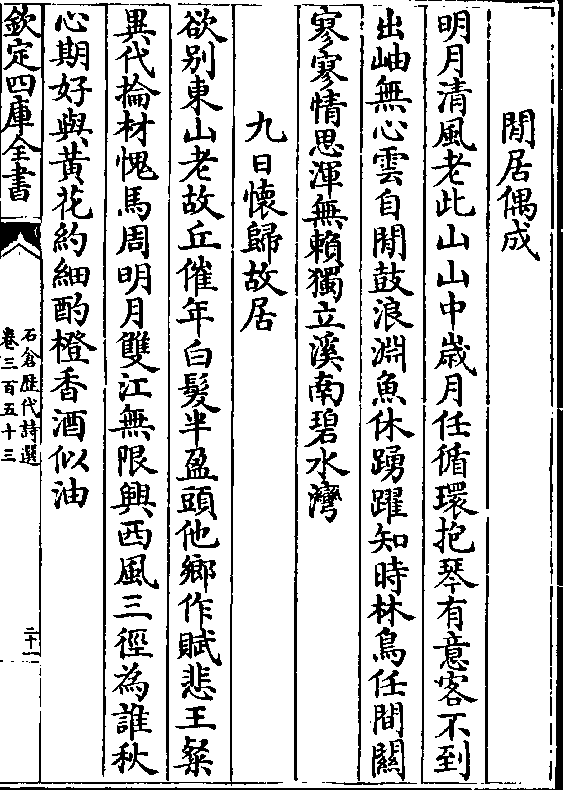 閒居偶成
明月清風老此山山中歲月任循環抱琴有意客不到
出岫無心雲自閒鼓浪淵魚休踴躍知時林鳥任間關
寥寥情思渾無賴獨立溪南碧水灣
九日懷歸故居
欲别東山老故丘催年白髮半盈頭他鄉作賦悲王粲
異代掄材愧馬周明月雙江無限興西風三徑為誰秋
心期好與黃花約細酌橙香酒似油
欽定四庫全書
石倉歷代詩選
卷三百五十三
二十一